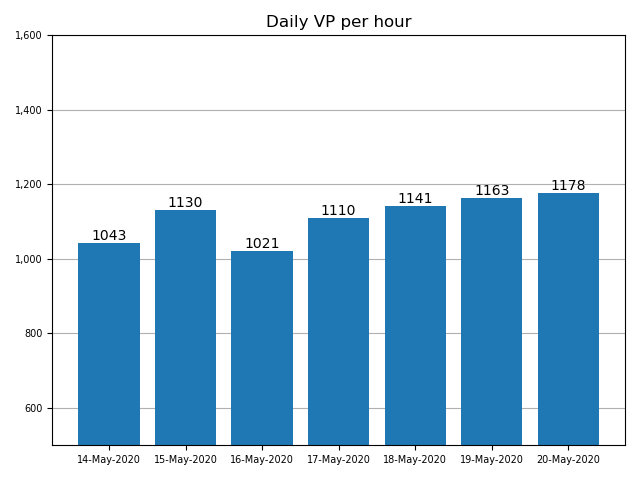 Daily VP per hour
1,600
1,400
1,200
1,000
800
600
1043
1130
1021
1110
1141
1163
1178
14-May-2020
15-May-2020
16-May-2020
17-May-2020
18-May-2020
19-May-2020
20-May-2020